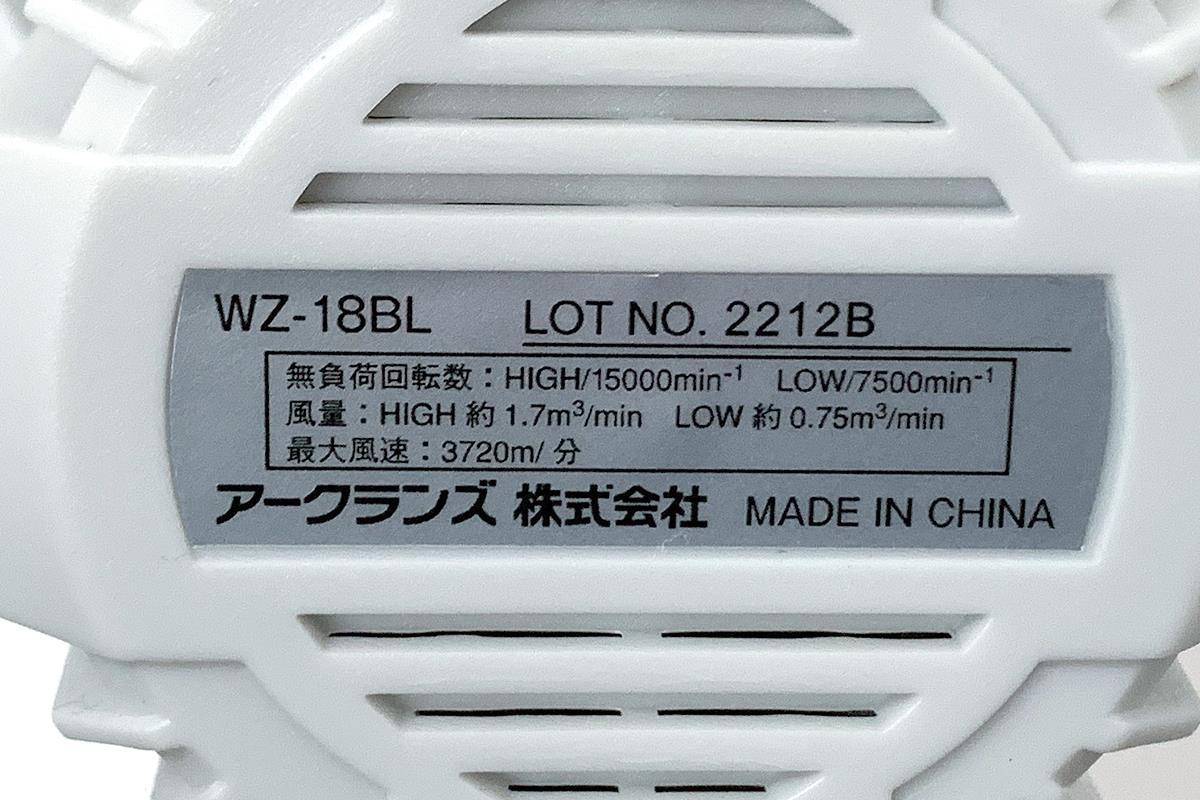 WZ-18BL LOT NO. 2212B
無負荷回転数：HIGH/15000min⁻¹ LOW/7500min⁻¹
風量：HIGH 約 1.7m³/min LOW 約 0.75m³/min
最大風速：3720m/ 分
アークランズ 株式会社 MADE IN CHINA